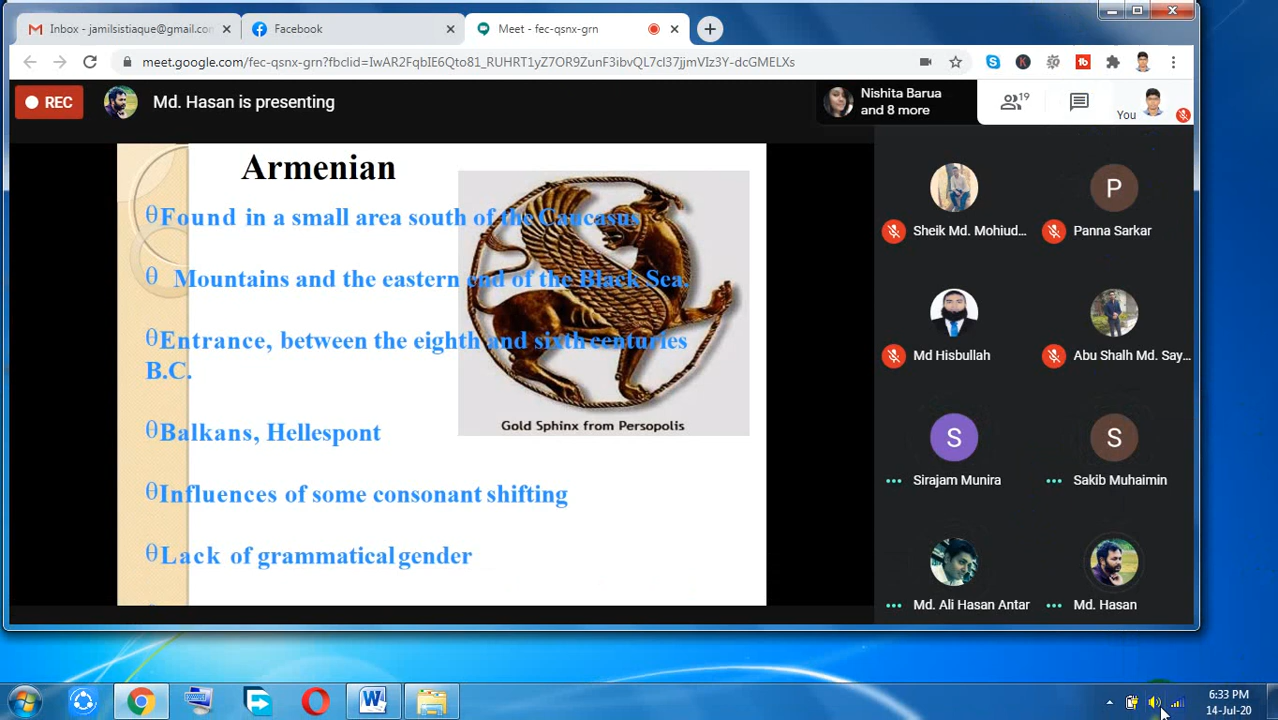 Inbox - jamilsistiaque@gmail.con
Facebook
Meet - fec-qsnx-grn
meet.google.com/fec-qsnx-grn?fbclid=IwAR2FqbIE6Qto81_RUHRT1yZ7OR9ZunF3ibvQL7cl37jjmVIz3Y-dcGMELXs
REC
Md. Hasan is presenting
Nishita Barua
and 8 more
19
You
Armenian
θFound in a small area south of the Caucasus
θ Mountains and the eastern end of the Black Sea.
θEntrance, between the eighth and sixth centuries
B.C.
θBalkans, Hellespont
θInfluences of some consonant shifting
θLack of grammatical gender
Gold Sphinx from Persopolis
Sheik Md. Mohiud...
P
Panna Sarkar
Md Hisbullah
Abu Shalh Md. Say...
S
Sirajam Munira
S
Sakib Muhaimin
Md. Ali Hasan Antar
Md. Hasan
6:33 PM
14-Jul-20